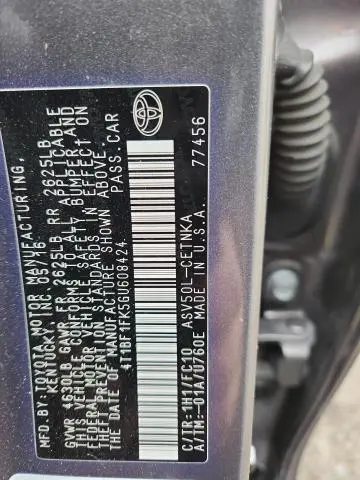 MFD. BY: TOYOTA MOTOR MANUFACTURING,
KENTUCKY, INC. 05/16
GVWR 4630LB GAWR FR 2625LB RR 2625LB
THIS VEHICLE CONFORMS TO ALL APPLICABLE
FEDERAL MOTOR VEHICLE SAFETY, BUMPER, AND
THEFT PREVENTION STANDARDS IN EFFECT ON
THE DATE OF MANUFACTURE SHOWN ABOVE.
4T1BF1FK5GU608424 PASS. CAR
C/TR:1H1/FC10 ASV50L-CETNKA
A/TM:-01A/U760E U.S.A. 77456